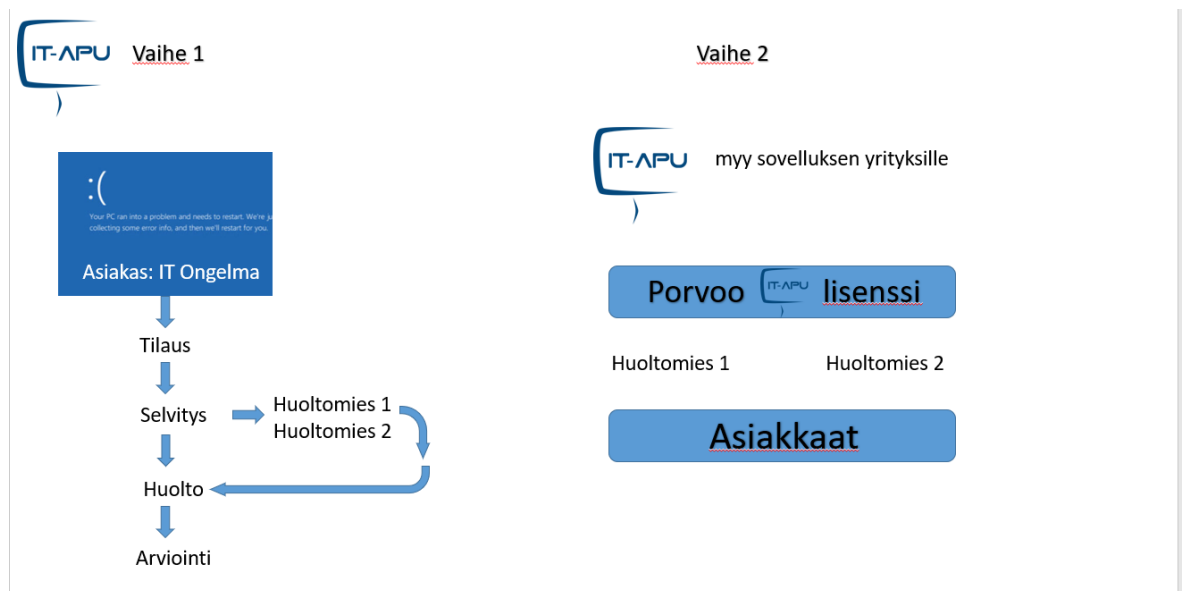 IT-APU
Vaihe 1
:(
Your PC ran into a problem and needs to restart. We're ju
collecting some error info, and then we'll restart for you.
Asiakas: IT Ongelma
Tilaus
Selvitys
Huoltomies 1
Huoltomies 2
Huolto
Arviointi
Vaihe 2
IT-APU
myy sovelluksen yrityksille
Porvoo IT-APU lisenssi
Huoltomies 1
Huoltomies 2
Asiakkaat